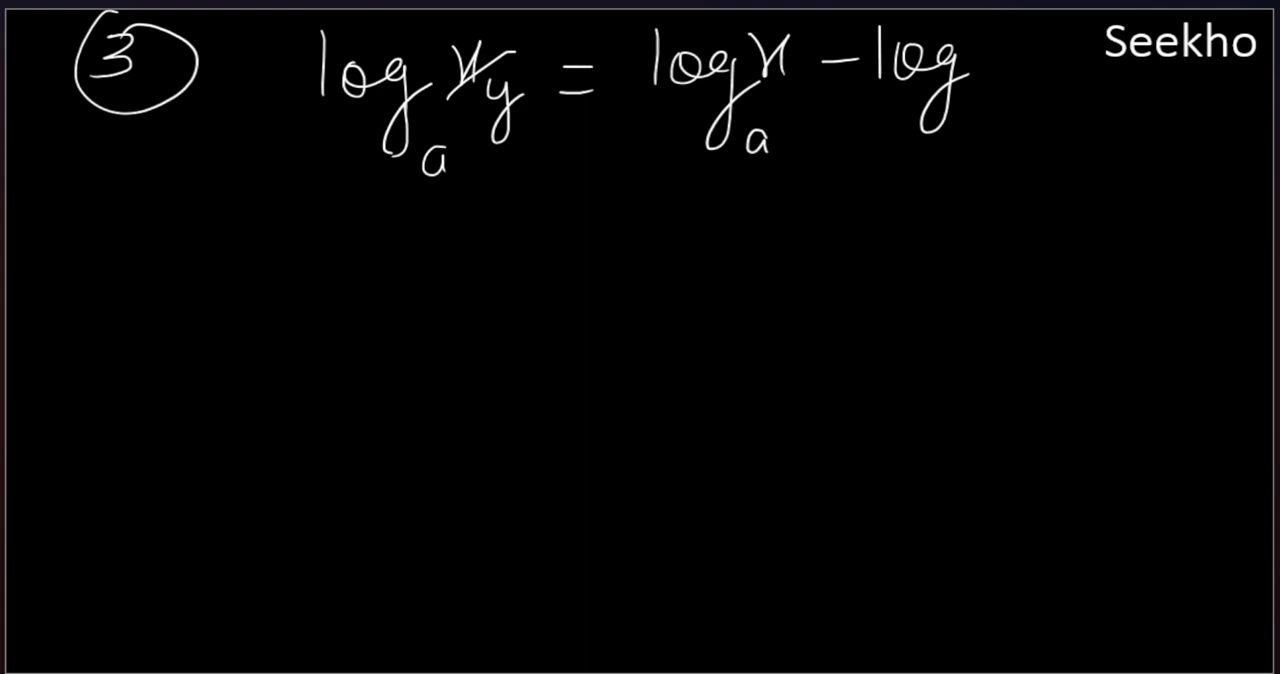 ③ logₐ x/y = logₐ x − log
Seekho